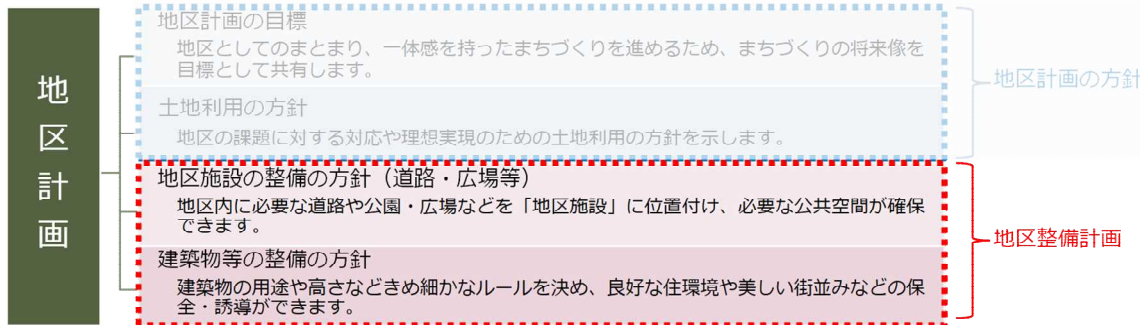 地区計画
地区計画の目標
地区としてのまとまり、一体感を持ったまちづくりを進めるため、まちづくりの将来像を
目標として共有します。
土地利用の方針
地区の課題に対する対応や理想実現のための土地利用の方針を示します。
地区計画の方針
地区施設の整備の方針（道路・広場等）
地区内に必要な道路や公園・広場などを「地区施設」に位置付け、必要な公共空間が確保
できます。
建築物等の整備の方針
建築物の用途や高さなどきめ細かなルールを決め、良好な住環境や美しい街並みなどの保
全・誘導ができます。
地区整備計画